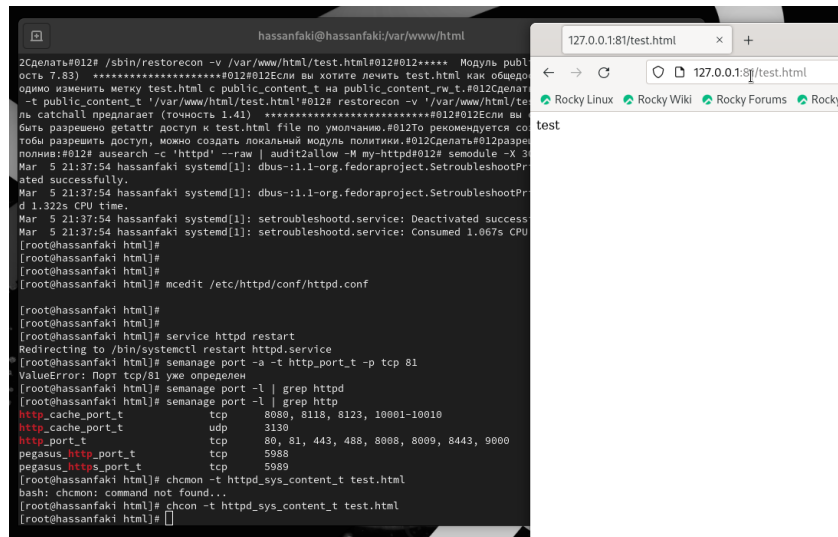 hassanfaki@hassanfaki:/var/www/html
2Сделать#012# /sbin/restorecon -v /var/www/html/test.html#012#012***** Модуль publ
ость 7.83) *********************#012#012Если вы хотите лечить test.html как общедо
одимо изменить метку test.html с public_content_t на public_content_rw_t.#012Сделат
-t public_content_t '/var/www/html/test.html'#012# restorecon -v '/var/www/html/te
ль catchall предлагает (точность 1.41) **************************#012#012Если вы
быть разрешено getattr доступ к test.html file по умолчанию.#012То рекомендуется со
тобы разрешить доступ, можно создать локальный модуль политики.#012Сделать#012разре
полнив:#012# ausearch -c 'httpd' --raw | audit2allow -M my-httpd#012# semodule -X 3
Mar  5 21:37:54 hassanfaki systemd[1]: dbus-:1.1-org.fedoraproject.SetroubleshootPr
ated successfully.
Mar  5 21:37:54 hassanfaki systemd[1]: dbus-:1.1-org.fedoraproject.SetroubleshootPr
d 1.322s CPU time.
Mar  5 21:37:54 hassanfaki systemd[1]: setroubleshootd.service: Deactivated success
Mar  5 21:37:54 hassanfaki systemd[1]: setroubleshootd.service: Consumed 1.067s CPU
[root@hassanfaki html]#
[root@hassanfaki html]#
[root@hassanfaki html]#
[root@hassanfaki html]# mcedit /etc/httpd/conf/httpd.conf
[root@hassanfaki html]#
[root@hassanfaki html]#
[root@hassanfaki html]# service httpd restart
Redirecting to /bin/systemctl restart httpd.service
[root@hassanfaki html]# semanage port -a -t http_port_t -p tcp 81
ValueError: Порт tcp/81 уже определен
[root@hassanfaki html]# semanage port -l | grep httpd
[root@hassanfaki html]# semanage port -l | grep http
http_cache_port_t tcp 8080, 8118, 8123, 10001-10010
http_cache_port_t udp 3130
http_port_t tcp 80, 81, 443, 488, 8008, 8009, 8443, 9000
pegasus_http_port_t tcp 5988
pegasus_https_port_t tcp 5989
[root@hassanfaki html]# chcmon -t httpd_sys_content_t test.html
bash: chcmon: command not found...
[root@hassanfaki html]# chcon -t httpd_sys_content_t test.html
[root@hassanfaki html]#
127.0.0.1:81/test.html
127.0.0.1:81/test.html
Rocky Linux Rocky Wiki Rocky Forums Rocky
test